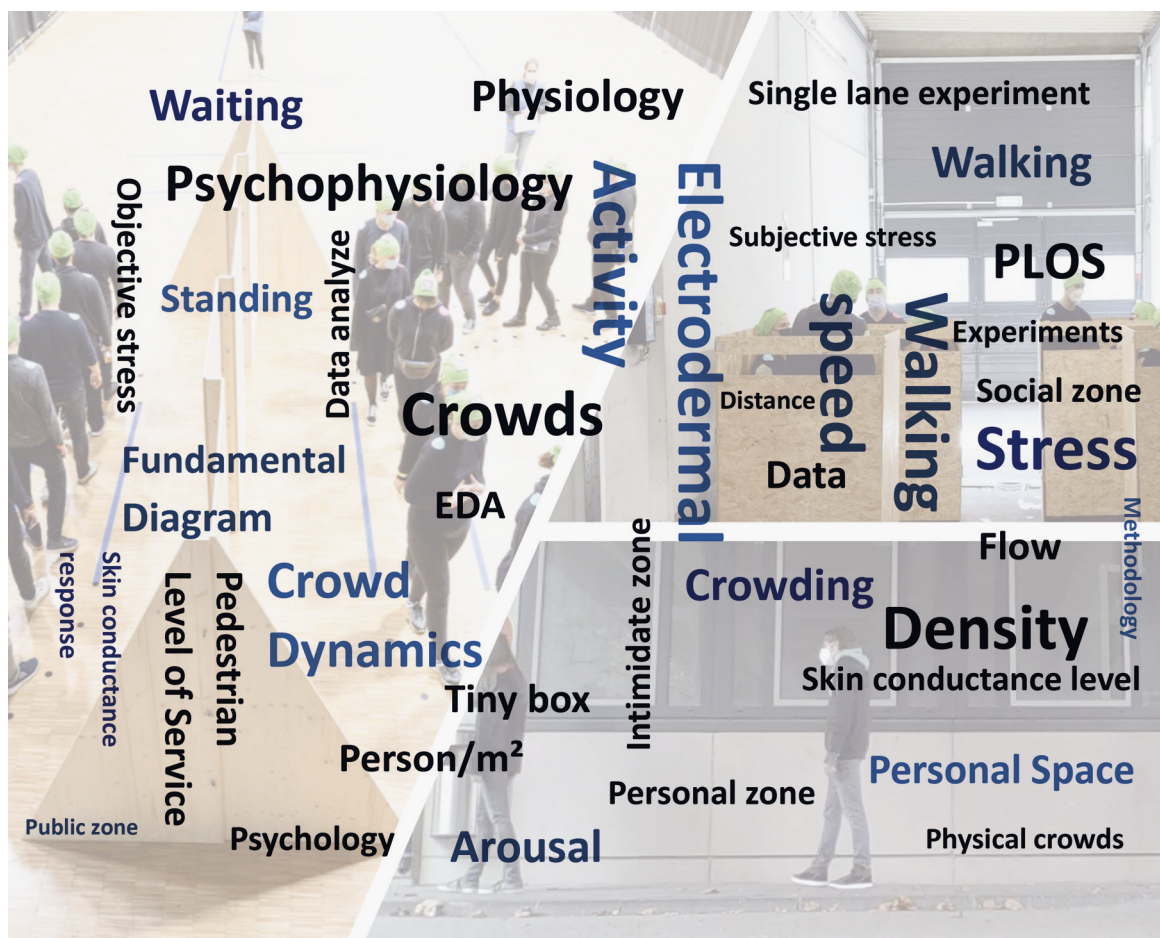 Waiting
Physiology
Single lane experiment
Walking
Psychophysiology
Activity
Electrodermal
Objective stress
Subjective stress
PLOS
Standing
Data analyze
speed
Walking
Experiments
Social zone
Distance
Crowds
Stress
Fundamental
Diagram
Data
EDA
Methodology
Flow
Intimidate zone
Crowding
Skin conductance
response
Pedestrian
Level of Service
Crowd
Dynamics
Density
Skin conductance level
Tiny box
Person/m²
Personal Space
Personal zone
Public zone
Psychology
Arousal
Physical crowds